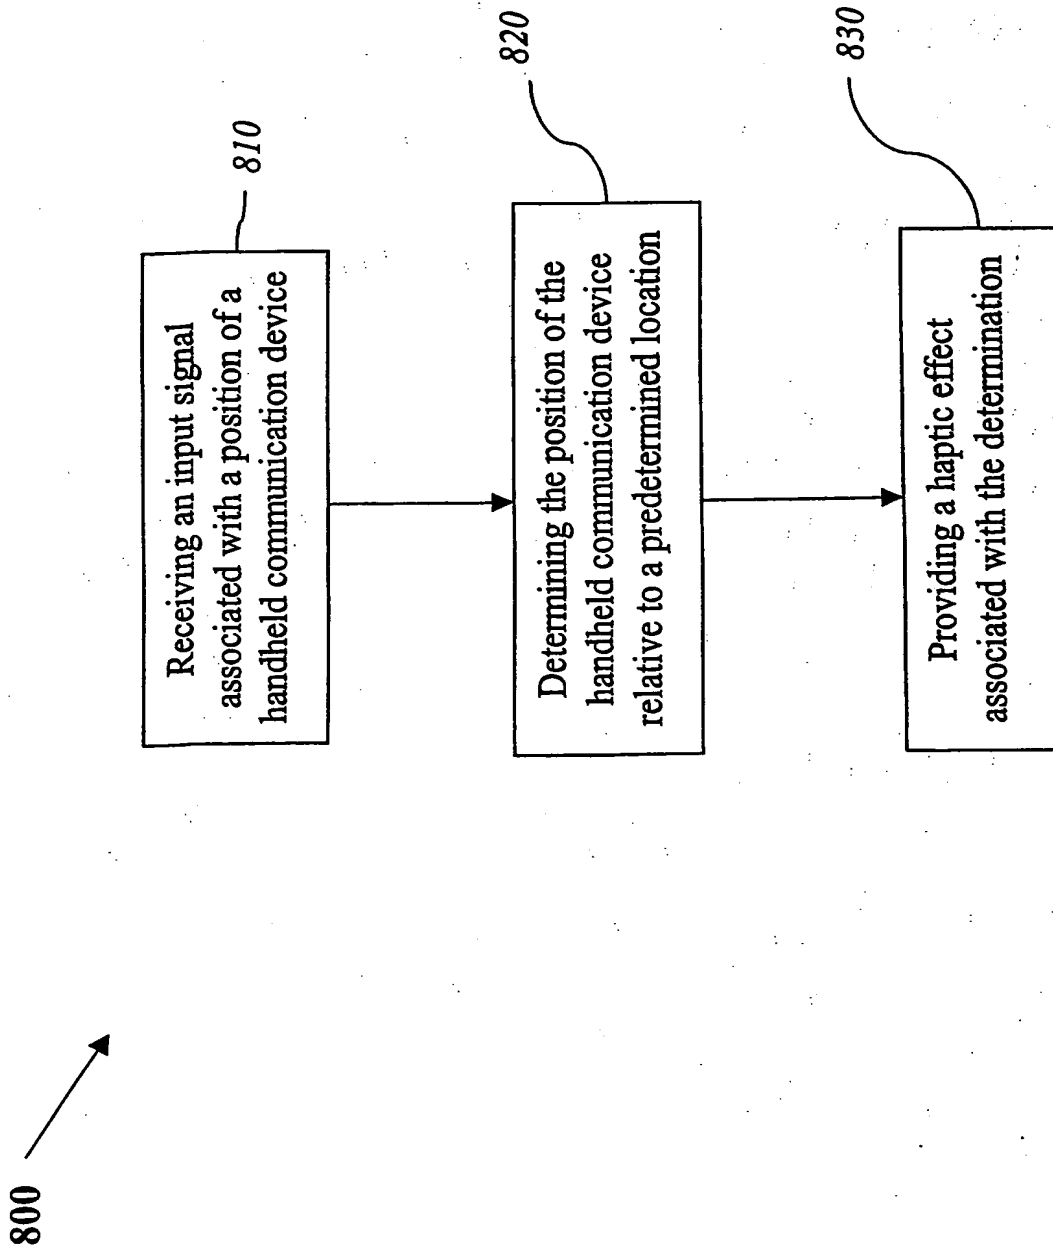 800
Receiving an input signal
associated with a position of a
handheld communication device
810
Determining the position of the
handheld communication device
relative to a predetermined location
820
Providing a haptic effect
associated with the determination
830